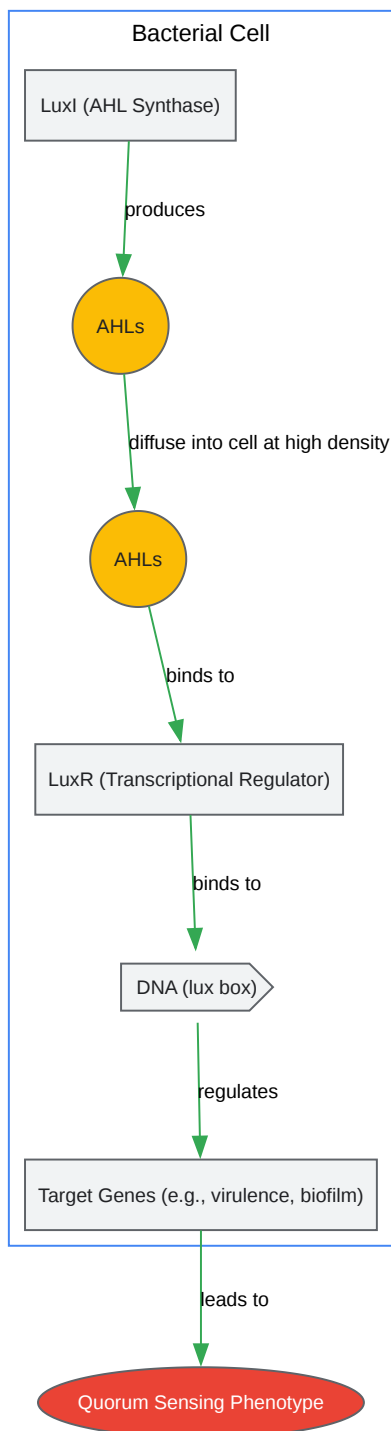 Bacterial Cell
LuxI (AHL Synthase)
produces
AHLs
diffuse into cell at high density
AHLs
binds to
LuxR (Transcriptional Regulator)
binds to
DNA (lux box)
regulates
Target Genes (e.g., virulence, biofilm)
leads to
Quorum Sensing Phenotype